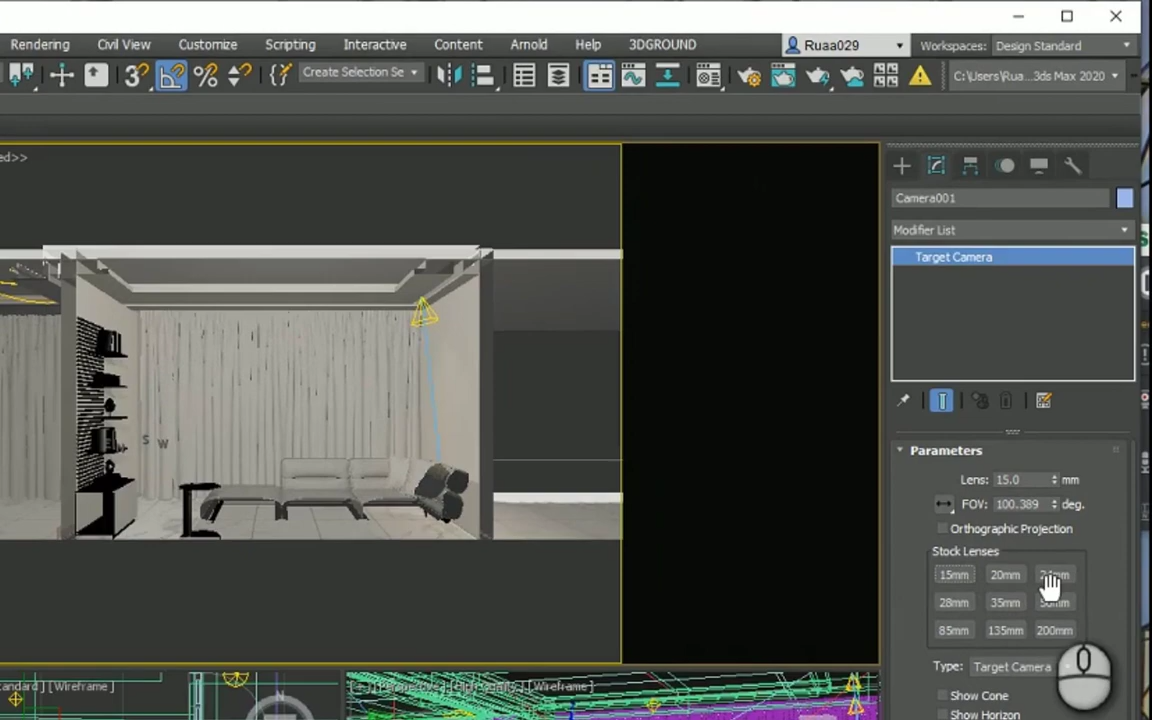 Rendering Civil View Customize Scripting Interactive Content Arnold Help 3DGROUND Ruaa029 Workspaces: Design Standard
3 % Create Selection Se C:\Users\Rua...3ds Max 2020
ed>>
Camera001
Modifier List
Target Camera
Parameters
Lens: 15.0 mm
FOV: 100.389 deg.
Orthographic Projection
Stock Lenses
15mm 20mm
28mm 35mm
85mm 135mm 200mm
Type: Target Camera
Show Cone
Show Horizon
S W
tandard ] [Wireframe ]
N
[Wireframe ]